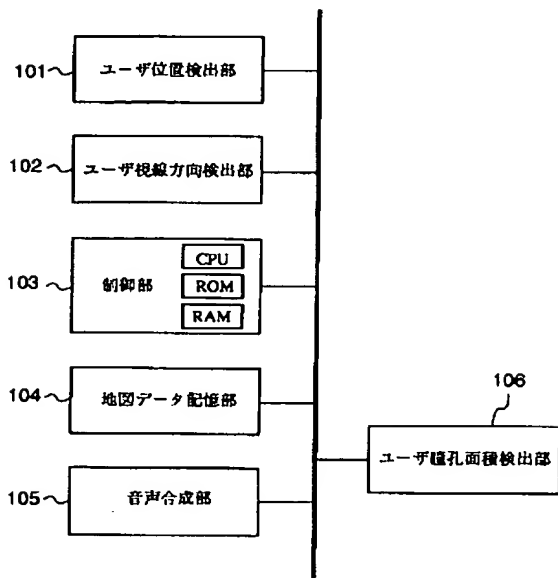 101
ユーザ位置検出部
102
ユーザ視線方向検出部
103
制御部
CPU
ROM
RAM
104
地図データ記憶部
105
音声合成部
106
ユーザ瞳孔面積検出部